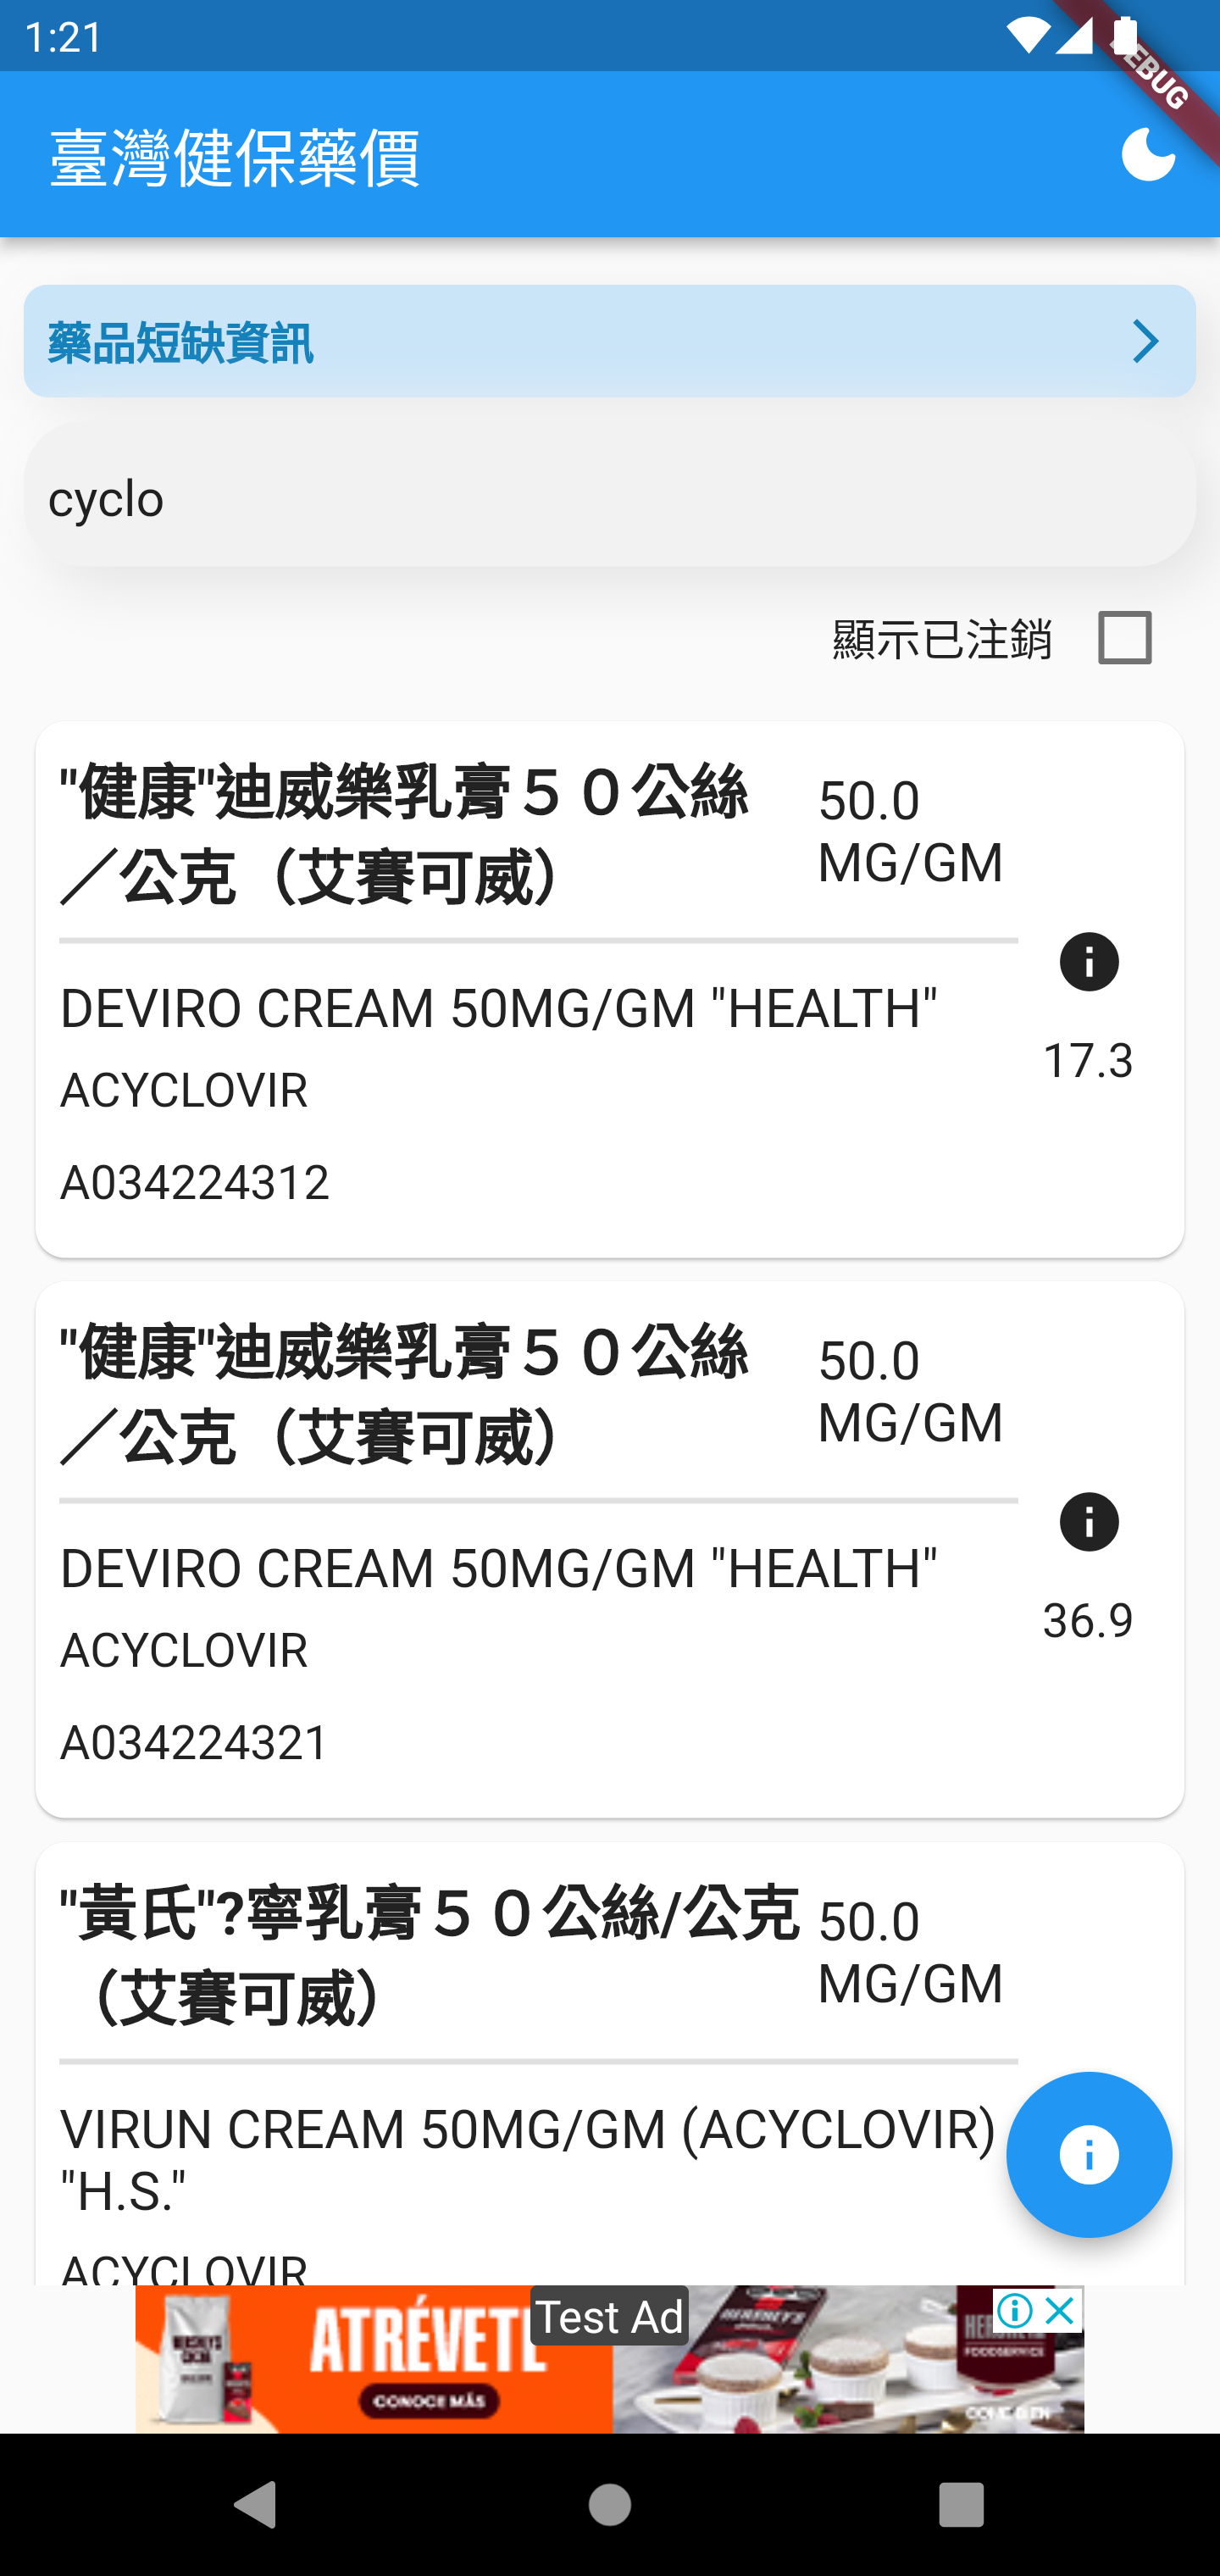 1:21
DEBUG
臺灣健保藥價
藥品短缺資訊
cyclo
顯示已注銷
"健康"迪威樂乳膏５０公絲
／公克（艾賽可威）
50.0
MG/GM
DEVIRO CREAM 50MG/GM "HEALTH"
ACYCLOVIR
A034224312
17.3
"健康"迪威樂乳膏５０公絲
／公克（艾賽可威）
50.0
MG/GM
DEVIRO CREAM 50MG/GM "HEALTH"
ACYCLOVIR
A034224321
36.9
"黃氏"?寧乳膏５０公絲/公克
（艾賽可威）
50.0
MG/GM
VIRUN CREAM 50MG/GM (ACYCLOVIR)
"H.S."
ACYCLOVIR
ATRÉVETE
CONOCE MÁS
Test Ad
HERSHEY'S
FOODSERVICE